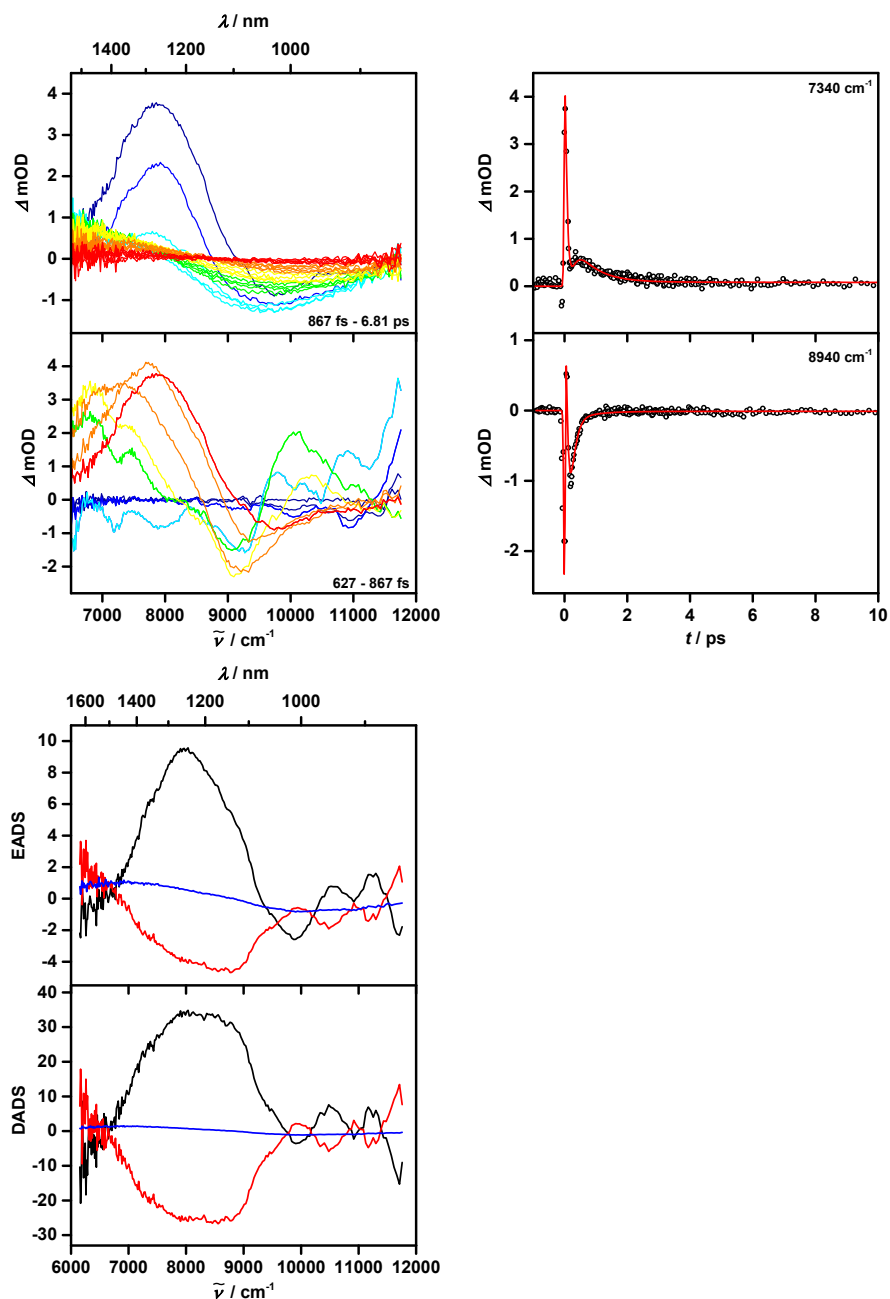 λ / nm
1400 1200 1000
4
3
2
1
0
-1
Δ mOD
867 fs - 6.81 ps
4
3
2
1
0
-1
-2
Δ mOD
627 - 867 fs
7000 8000 9000 10000 11000 12000
ṽ / cm⁻¹
7340 cm⁻¹
4
3
2
1
0
Δ mOD
8940 cm⁻¹
1
0
-1
-2
Δ mOD
0 2 4 6 8 10
t / ps
λ / nm
1600 1400 1200 1000
10
8
6
4
2
0
-2
-4
EADS
40
30
20
10
0
-10
-20
-30
DADS
6000 7000 8000 9000 10000 11000 12000
ṽ / cm⁻¹